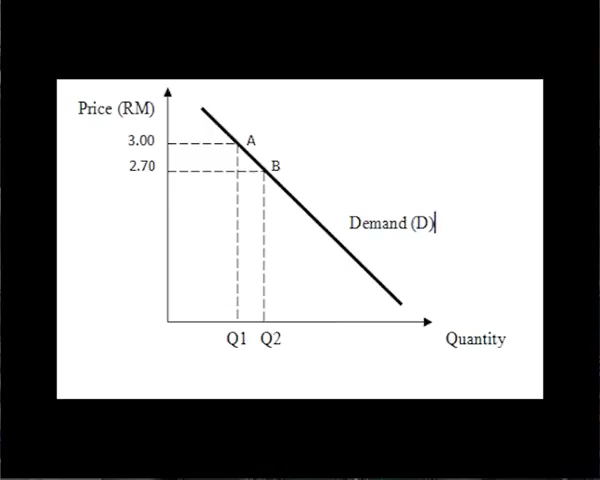 Price (RM)
3.00
A
2.70
B
Demand (D)
Q1 Q2
Quantity